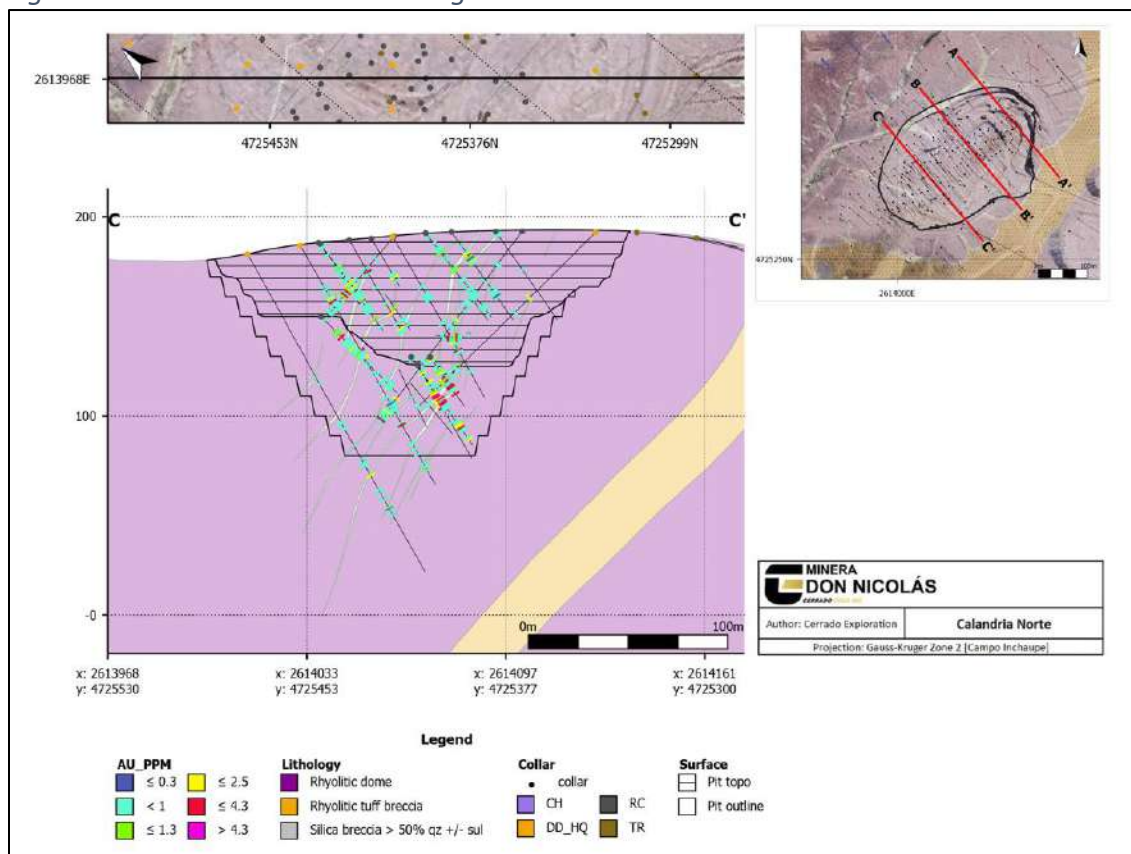 2613968E
4725453N
4725376N
4725299N
A
B
C
A'
B'
C'
4725250N
2614000E
100m
C
C'
200
100
-0
0m
100m
x: 2613968
y: 4725530
x: 2614033
y: 4725453
x: 2614097
y: 4725377
x: 2614161
y: 4725300
MINERA
DON NICOLÁS
Author: Cerrado Exploration
Calandria Norte
Projection: Gauss-Kruger Zone 2 [Campo Inchaupe]
Legend
AU_PPM
≤ 0.3
≤ 2.5
< 1
≤ 4.3
≤ 1.3
> 4.3
Lithology
Rhyolitic dome
Rhyolitic tuff breccia
Silica breccia > 50% qz +/- sul
Collar
collar
CH
RC
DD_HQ
TR
Surface
Pit topo
Pit outline